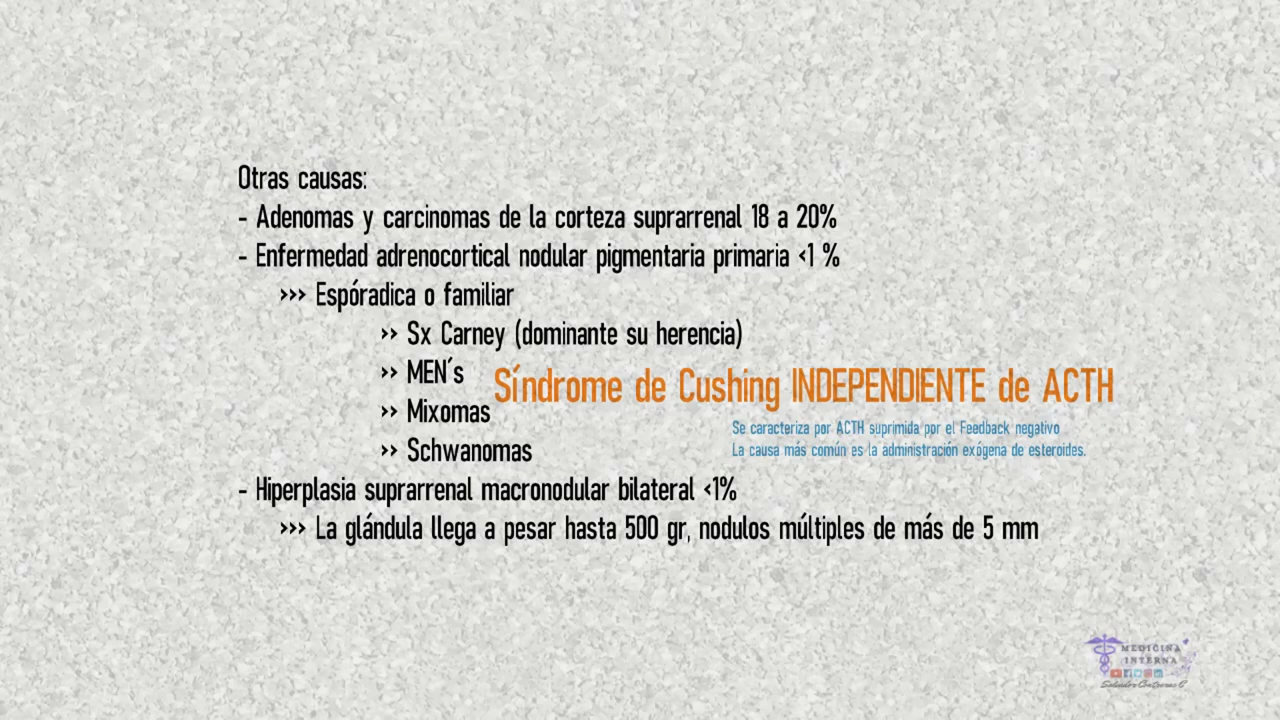 Otras causas:
- Adenomas y carcinomas de la corteza suprarrenal 18 a 20%
- Enfermedad adrenocortical nodular pigmentaria primaria <1 %
>>> Espóradica o familiar
>> Sx Carney (dominante su herencia)
>> MEN´s
Síndrome de Cushing INDEPENDIENTE de ACTH
>> Mixomas
Se caracteriza por ACTH suprimida por el Feedback negativo
>> Schwanomas
La causa más común es la administración exógena de esteroides.
- Hiperplasia suprarrenal macronodular bilateral <1%
>>> La glándula llega a pesar hasta 500 gr, nodulos múltiples de más de 5 mm
MEDICINA
INTERNA
Salvador Contreras G